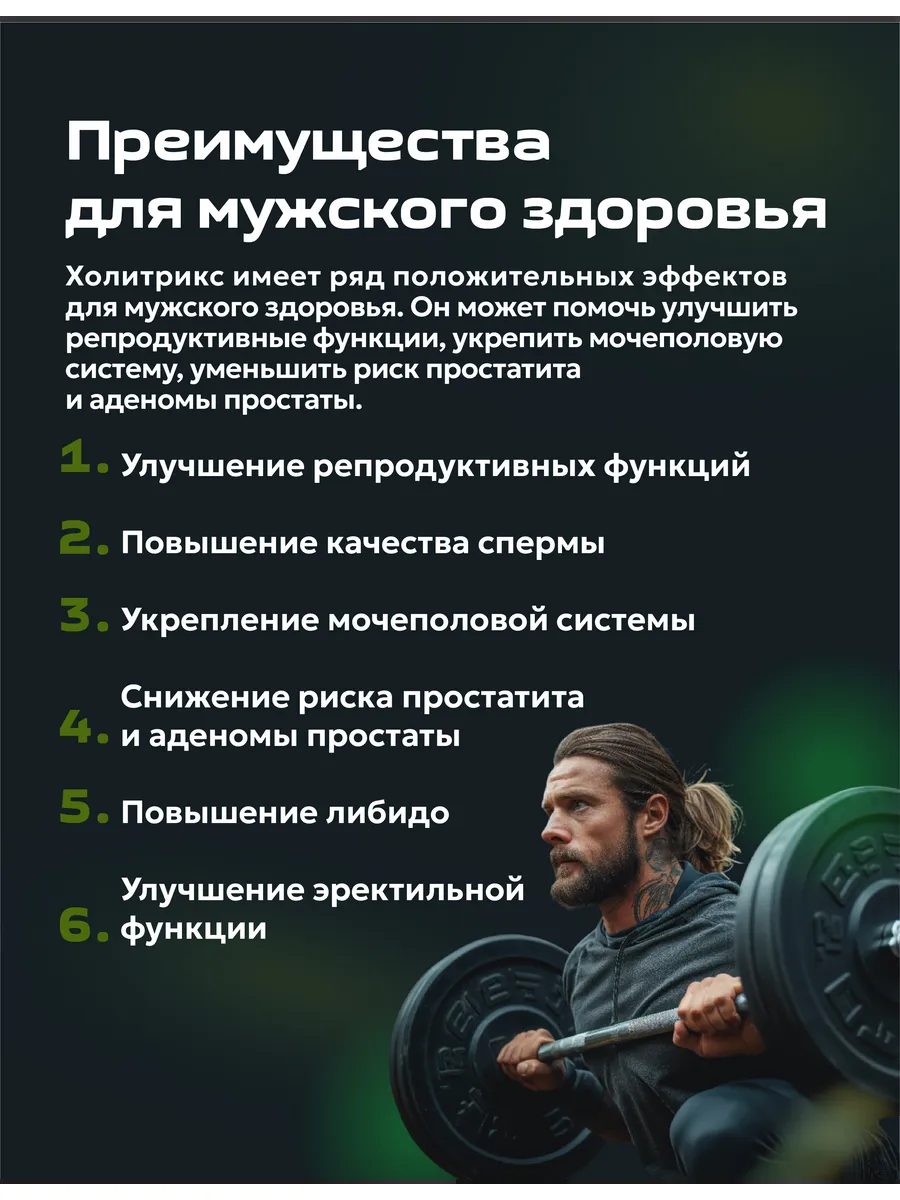 Преимущества
для мужского здоровья
Холитрикс имеет ряд положительных эффектов
для мужского здоровья. Он может помочь улучшить
репродуктивные функции, укрепить мочеполовую
систему, уменьшить риск простатита
и аденомы простаты.
1. Улучшение репродуктивных функций
2. Повышение качества спермы
3. Укрепление мочеполовой системы
Снижение риска простатита
4. и аденомы простаты
5. Повышение либидо
Улучшение эректильной
6. функции